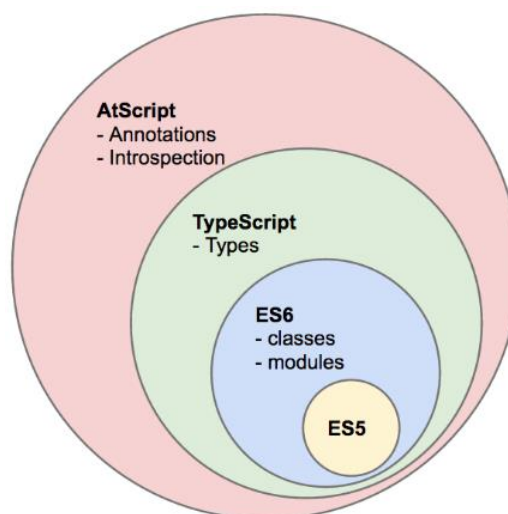 AtScript
- Annotations
- Introspection
TypeScript
- Types
ES6
- classes
- modules
ES5